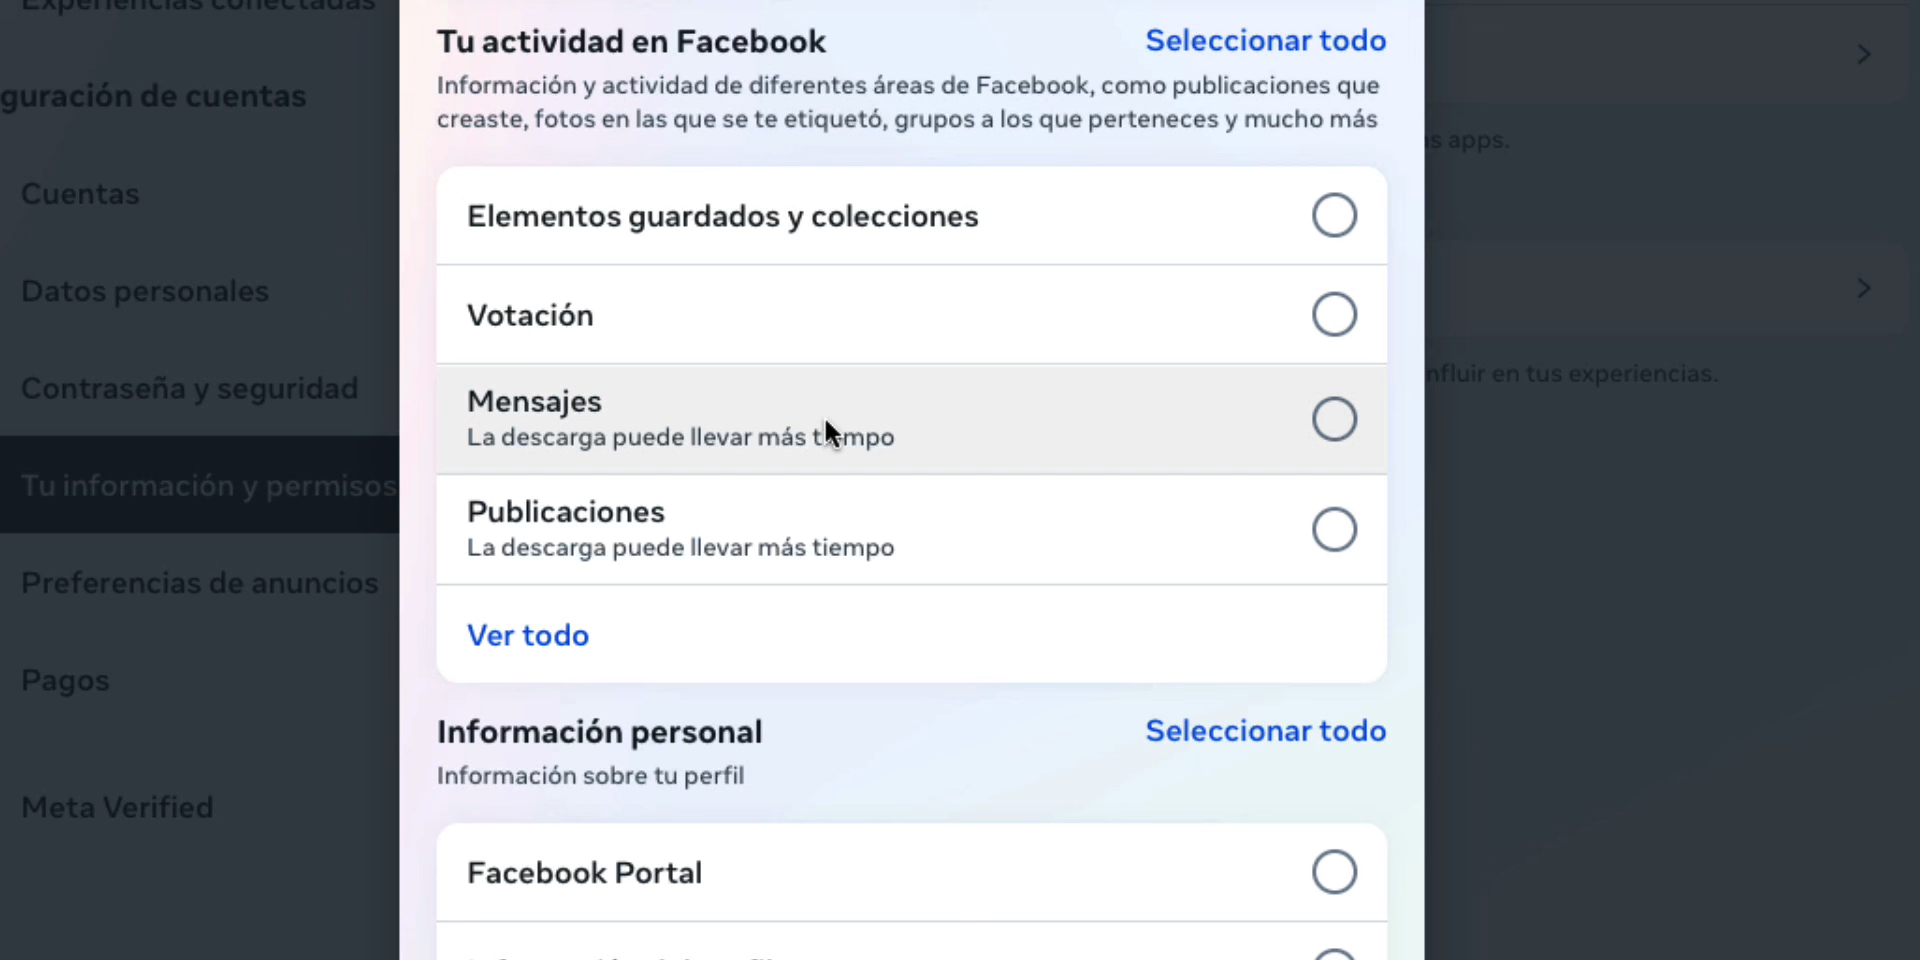 Experiencias conectadas
guración de cuentas
Cuentas
Datos personales
Contraseña y seguridad
Tu información y permisos
Preferencias de anuncios
Pagos
Meta Verified
Tu actividad en Facebook
Seleccionar todo
Información y actividad de diferentes áreas de Facebook, como publicaciones que
creaste, fotos en las que se te etiquetó, grupos a los que perteneces y mucho más
Elementos guardados y colecciones
Votación
Mensajes
La descarga puede llevar más tiempo
Publicaciones
La descarga puede llevar más tiempo
Ver todo
Información personal
Seleccionar todo
Información sobre tu perfil
Facebook Portal
s apps.
nfluir en tus experiencias.